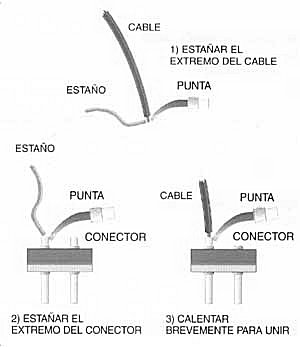 CABLE
1) ESTAÑAR EL
EXTREMO DEL CABLE
ESTAÑO
PUNTA
ESTAÑO
PUNTA
CONECTOR
2) ESTAÑAR EL
EXTREMO DEL CONECTOR
CABLE
PUNTA
CONECTOR
3) CALENTAR
BREVEMENTE PARA UNIR